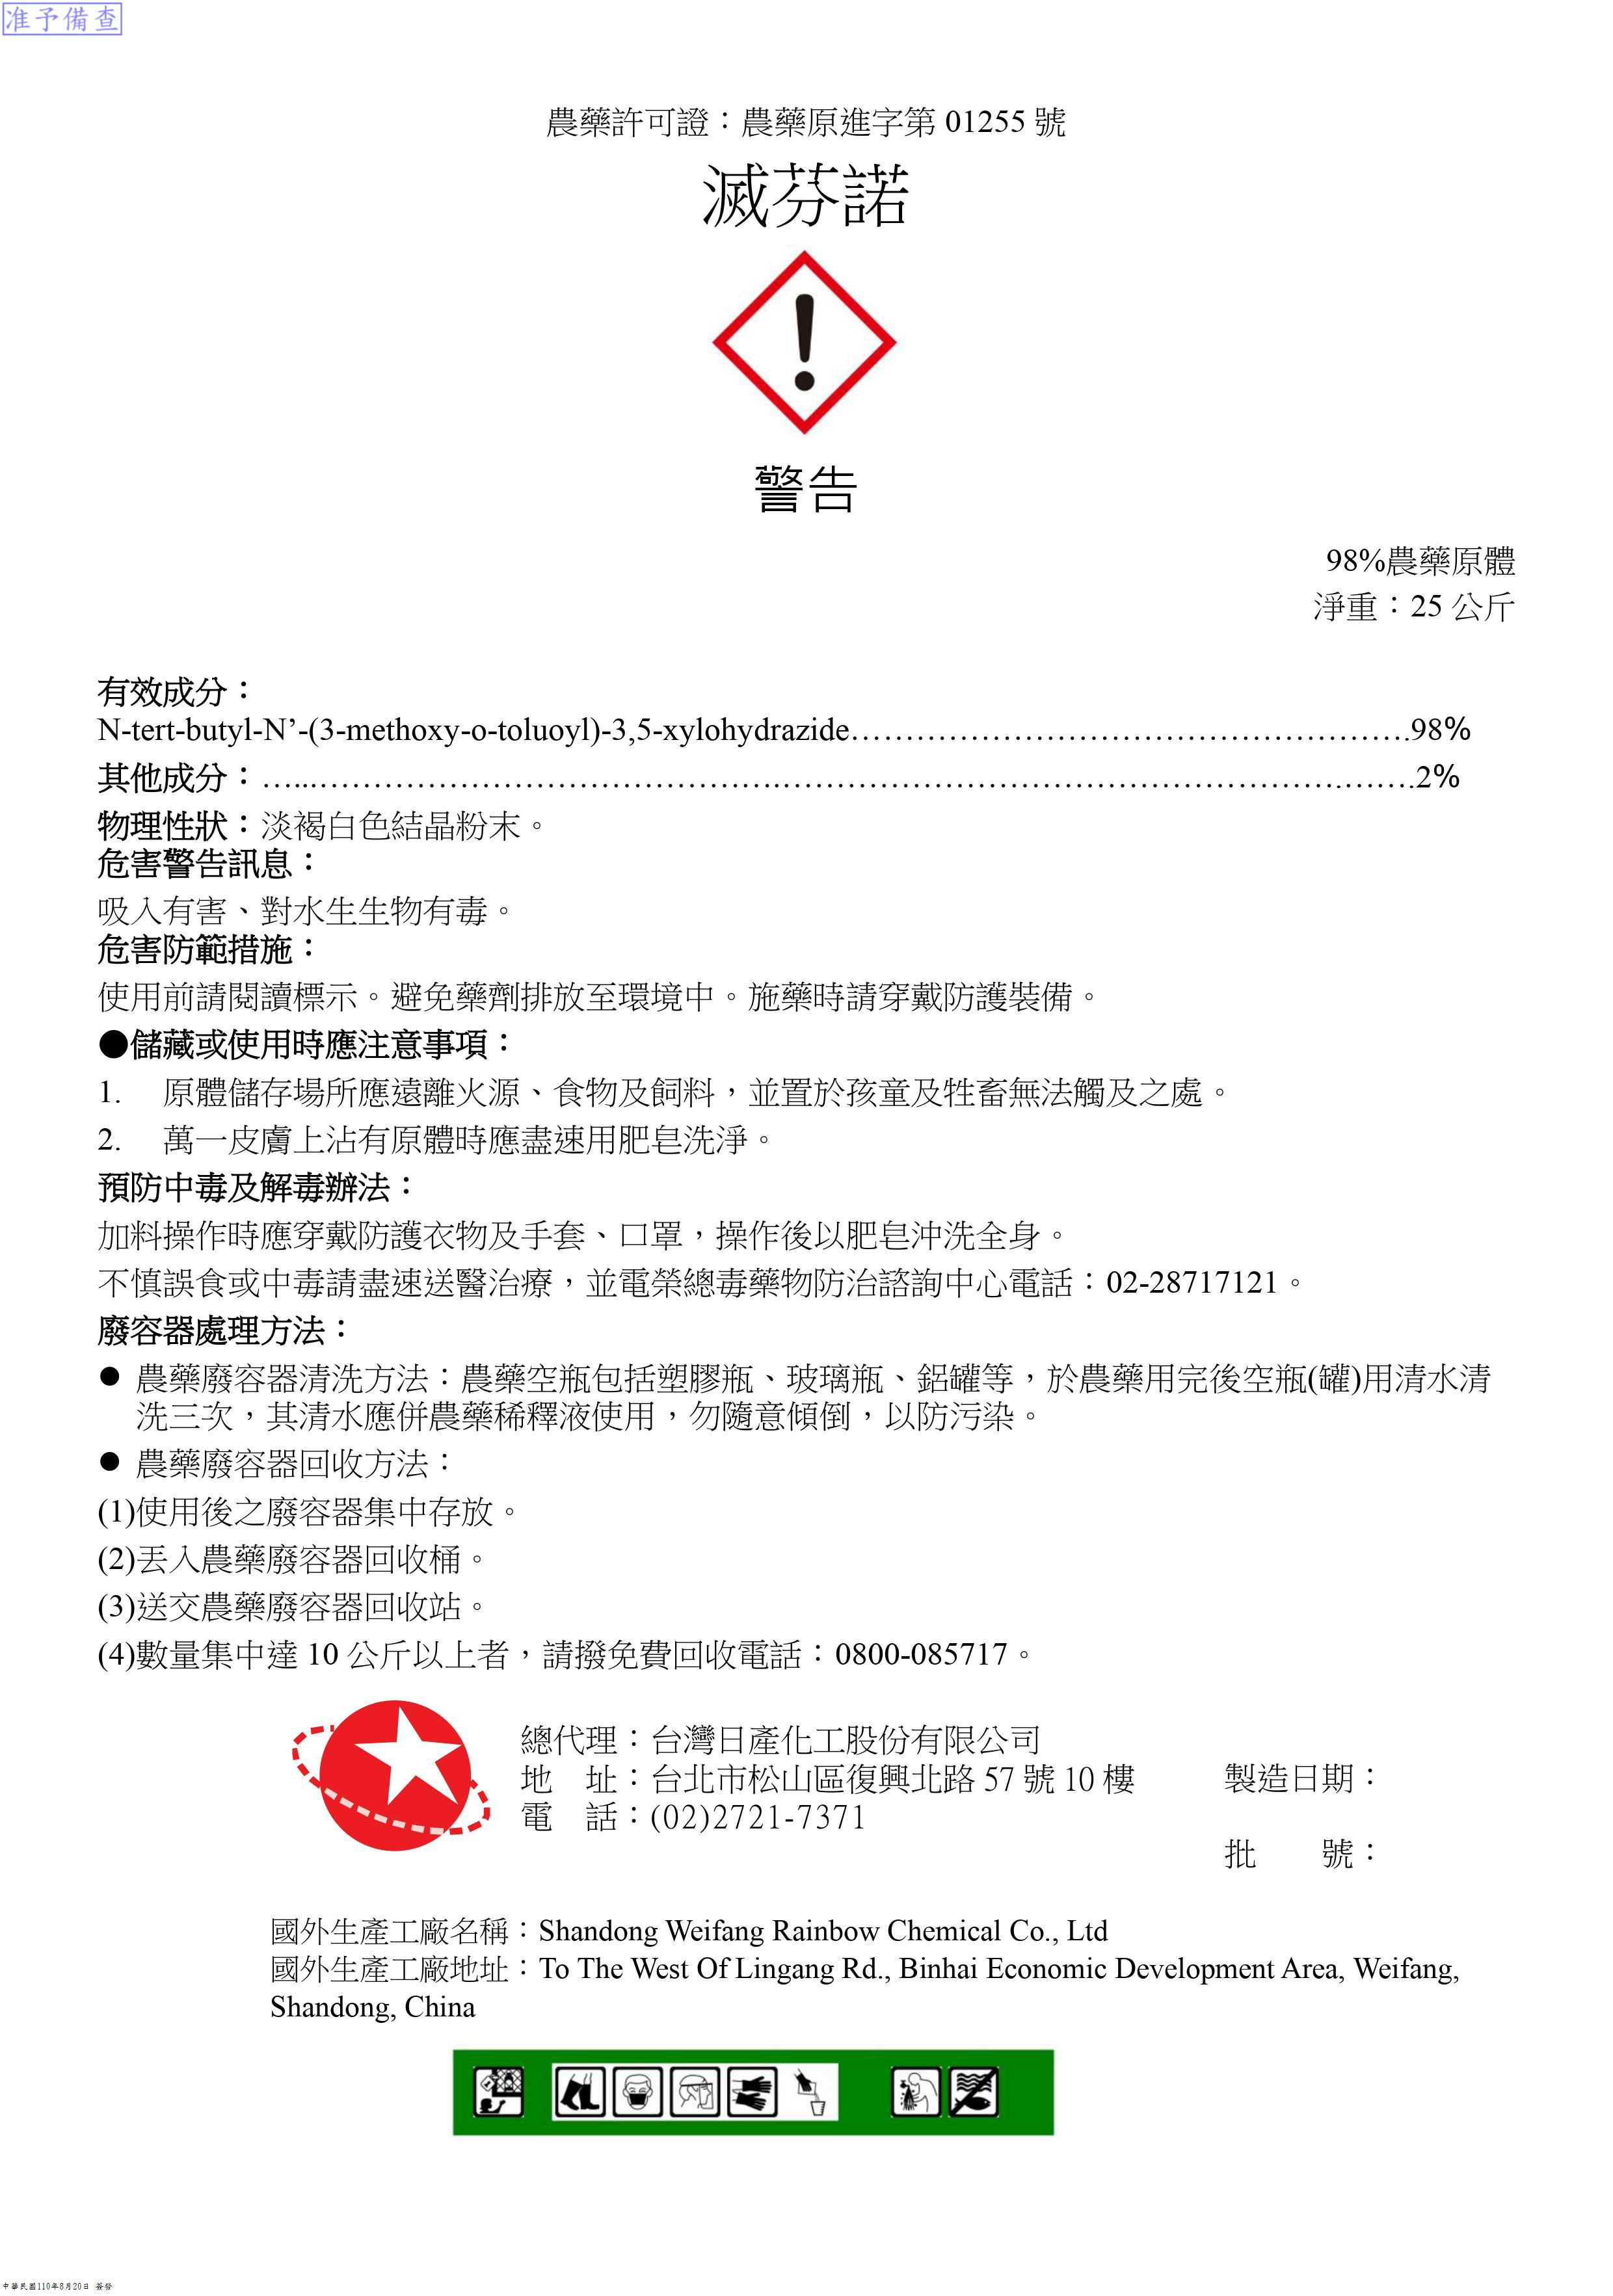 准予備查
農藥許可證：農藥原進字第 01255 號
滅芬諾
警告
98%農藥原體
淨重：25 公斤
有效成分：
N-tert-butyl-N’-(3-methoxy-o-toluoyl)-3,5-xylohydrazide……………………………………………….98%
其他成分：…...……………………………………….……………………………………………….…….2%
物理性狀：淡褐白色結晶粉末。
危害警告訊息：
吸入有害、對水生生物有毒。
危害防範措施：
使用前請閱讀標示。避免藥劑排放至環境中。施藥時請穿戴防護裝備。
●儲藏或使用時應注意事項：
1. 原體儲存場所應遠離火源、食物及飼料，並置於孩童及牲畜無法觸及之處。
2. 萬一皮膚上沾有原體時應盡速用肥皂洗淨。
預防中毒及解毒辦法：
加料操作時應穿戴防護衣物及手套、口罩，操作後以肥皂沖洗全身。
不慎誤食或中毒請盡速送醫治療，並電榮總毒藥物防治諮詢中心電話：02-28717121。
廢容器處理方法：
● 農藥廢容器清洗方法：農藥空瓶包括塑膠瓶、玻璃瓶、鋁罐等，於農藥用完後空瓶(罐)用清水清
洗三次，其清水應併農藥稀釋液使用，勿隨意傾倒，以防污染。
● 農藥廢容器回收方法：
(1)使用後之廢容器集中存放。
(2)丟入農藥廢容器回收桶。
(3)送交農藥廢容器回收站。
(4)數量集中達 10 公斤以上者，請撥免費回收電話：0800-085717。
總代理：台灣日產化工股份有限公司
地　址：台北市松山區復興北路 57 號 10 樓
電　話：(02)2721-7371
製造日期：
批　　號：
國外生產工廠名稱：Shandong Weifang Rainbow Chemical Co., Ltd
國外生產工廠地址：To The West Of Lingang Rd., Binhai Economic Development Area, Weifang,
Shandong, China
中華民國110年8月20日 簽發